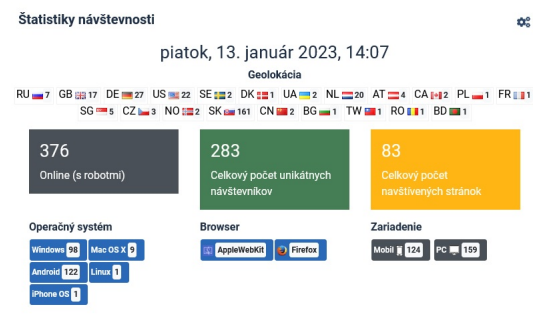 Štatistiky návštevnosti
piatok, 13. január 2023, 14:07
Geolokácia
RU 7 GB 17 DE 27 US 22 SE 2 DK 1 UA 2 NL 20 AT 4 CA 2 PL 1 FR 1
SG 5 CZ 3 NO 2 SK 161 CN 2 BG 1 TW 1 RO 1 BD 1
376
Online (s robotmi)
283
Celkový počet unikátnych
návštevníkov
83
Celkový počet
navštívených stránok
Operačný systém
Windows 98 Mac OS X 9
Android 122 Linux 1
iPhone OS 1
Browser
AppleWebKit Firefox
Zariadenie
Mobil 124 PC 159